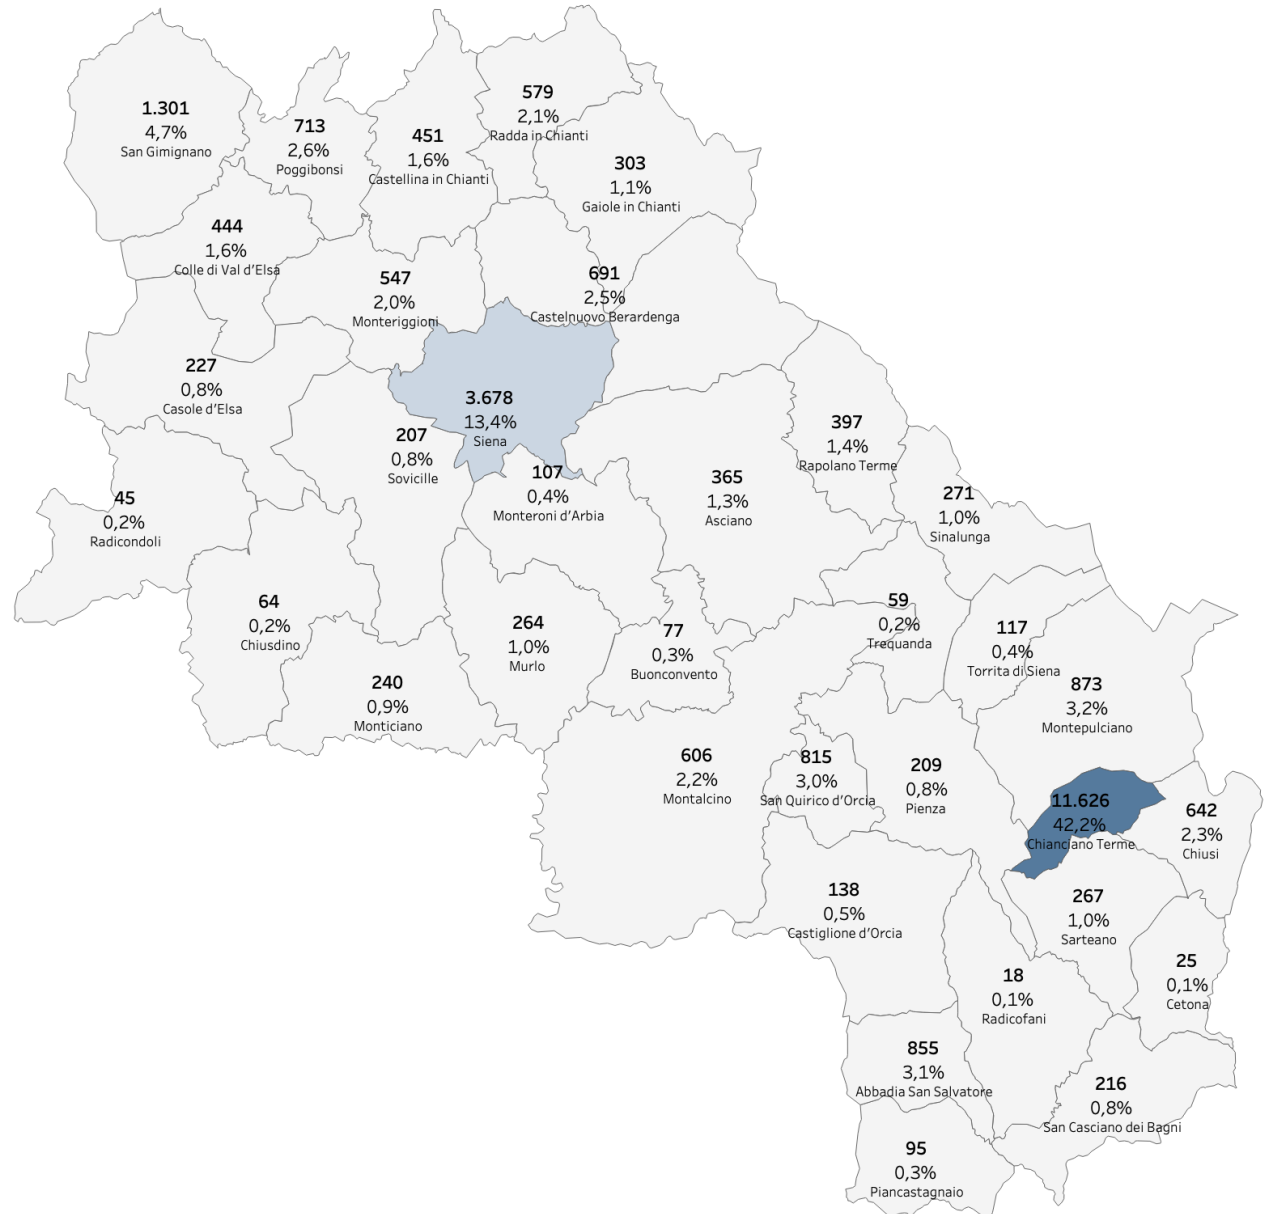 1.301
4,7%
San Gimignano
713
2,6%
Poggibonsi
451
1,6%
Castellina in Chianti
579
2,1%
Radda in Chianti
303
1,1%
Gaiole in Chianti
444
1,6%
Colle di Val d'Elsa
547
2,0%
Monteriggioni
691
2,5%
Castelnuovo Berardenga
227
0,8%
Casole d'Elsa
3.678
13,4%
Siena
207
0,8%
Sovicille
107
0,4%
Monteroni d'Arbia
397
1,4%
Rapolano Terme
365
1,3%
Asciano
271
1,0%
Sinalunga
45
0,2%
Radicondoli
64
0,2%
Chiusdino
264
1,0%
Murlo
77
0,3%
Buonconvento
59
0,2%
Trequanda
117
0,4%
Torrita di Siena
240
0,9%
Monticiano
873
3,2%
Montepulciano
606
2,2%
Montalcino
815
3,0%
San Quirico d'Orcia
209
0,8%
Pienza
11.626
42,2%
Chianciano Terme
642
2,3%
Chiusi
138
0,5%
Castiglione d'Orcia
267
1,0%
Sarteano
25
0,1%
Cetona
18
0,1%
Radicofani
855
3,1%
Abbadia San Salvatore
216
0,8%
San Casciano dei Bagni
95
0,3%
Piancastagnaio